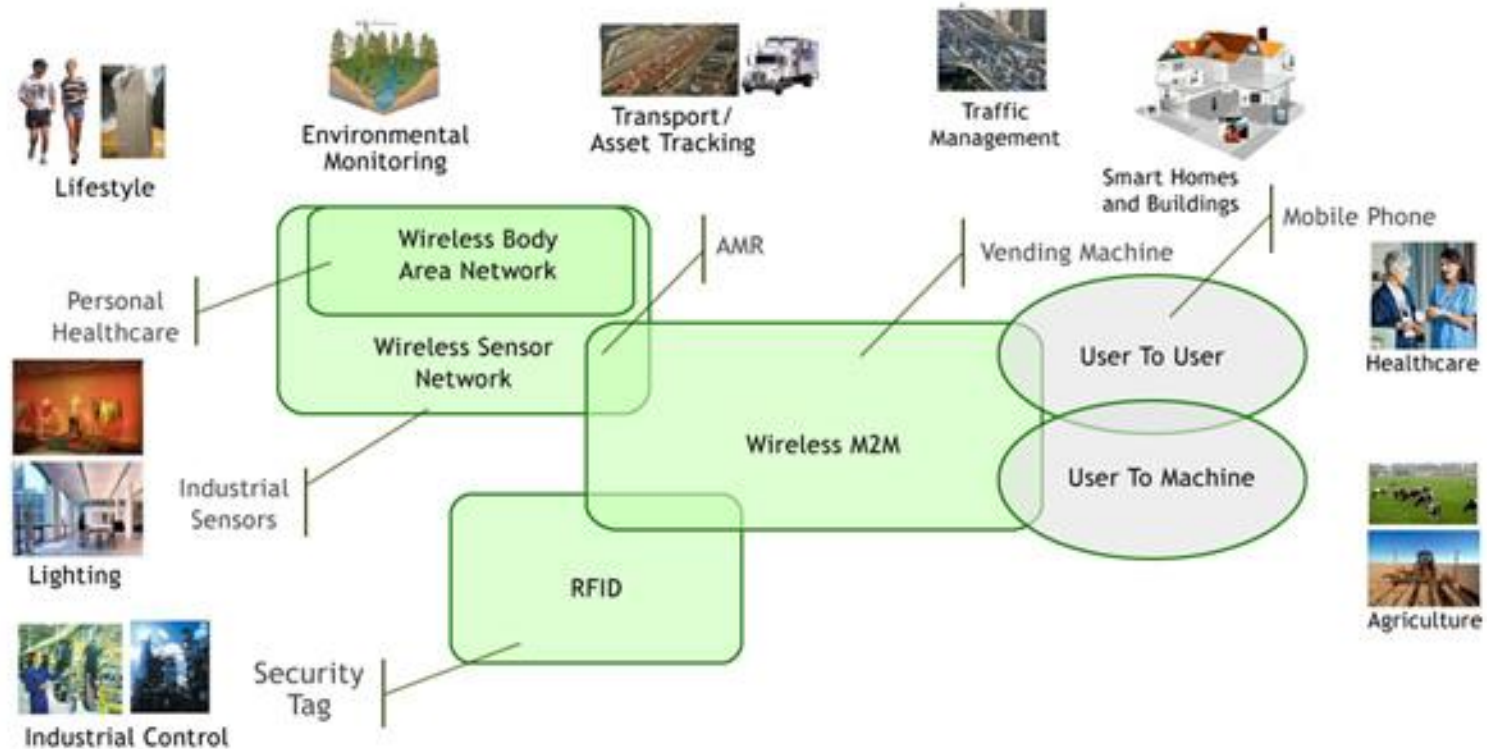 Environmental
Monitoring
Transport/
Asset Tracking
Traffic
Management
Lifestyle
Smart Homes
and Buildings
Mobile Phone
Wireless Body
Area Network
AMR
Vending Machine
Personal
Healthcare
Wireless Sensor
Network
User To User
Healthcare
Wireless M2M
User To Machine
Industrial
Sensors
Lighting
RFID
Agriculture
Security
Tag
Industrial Control